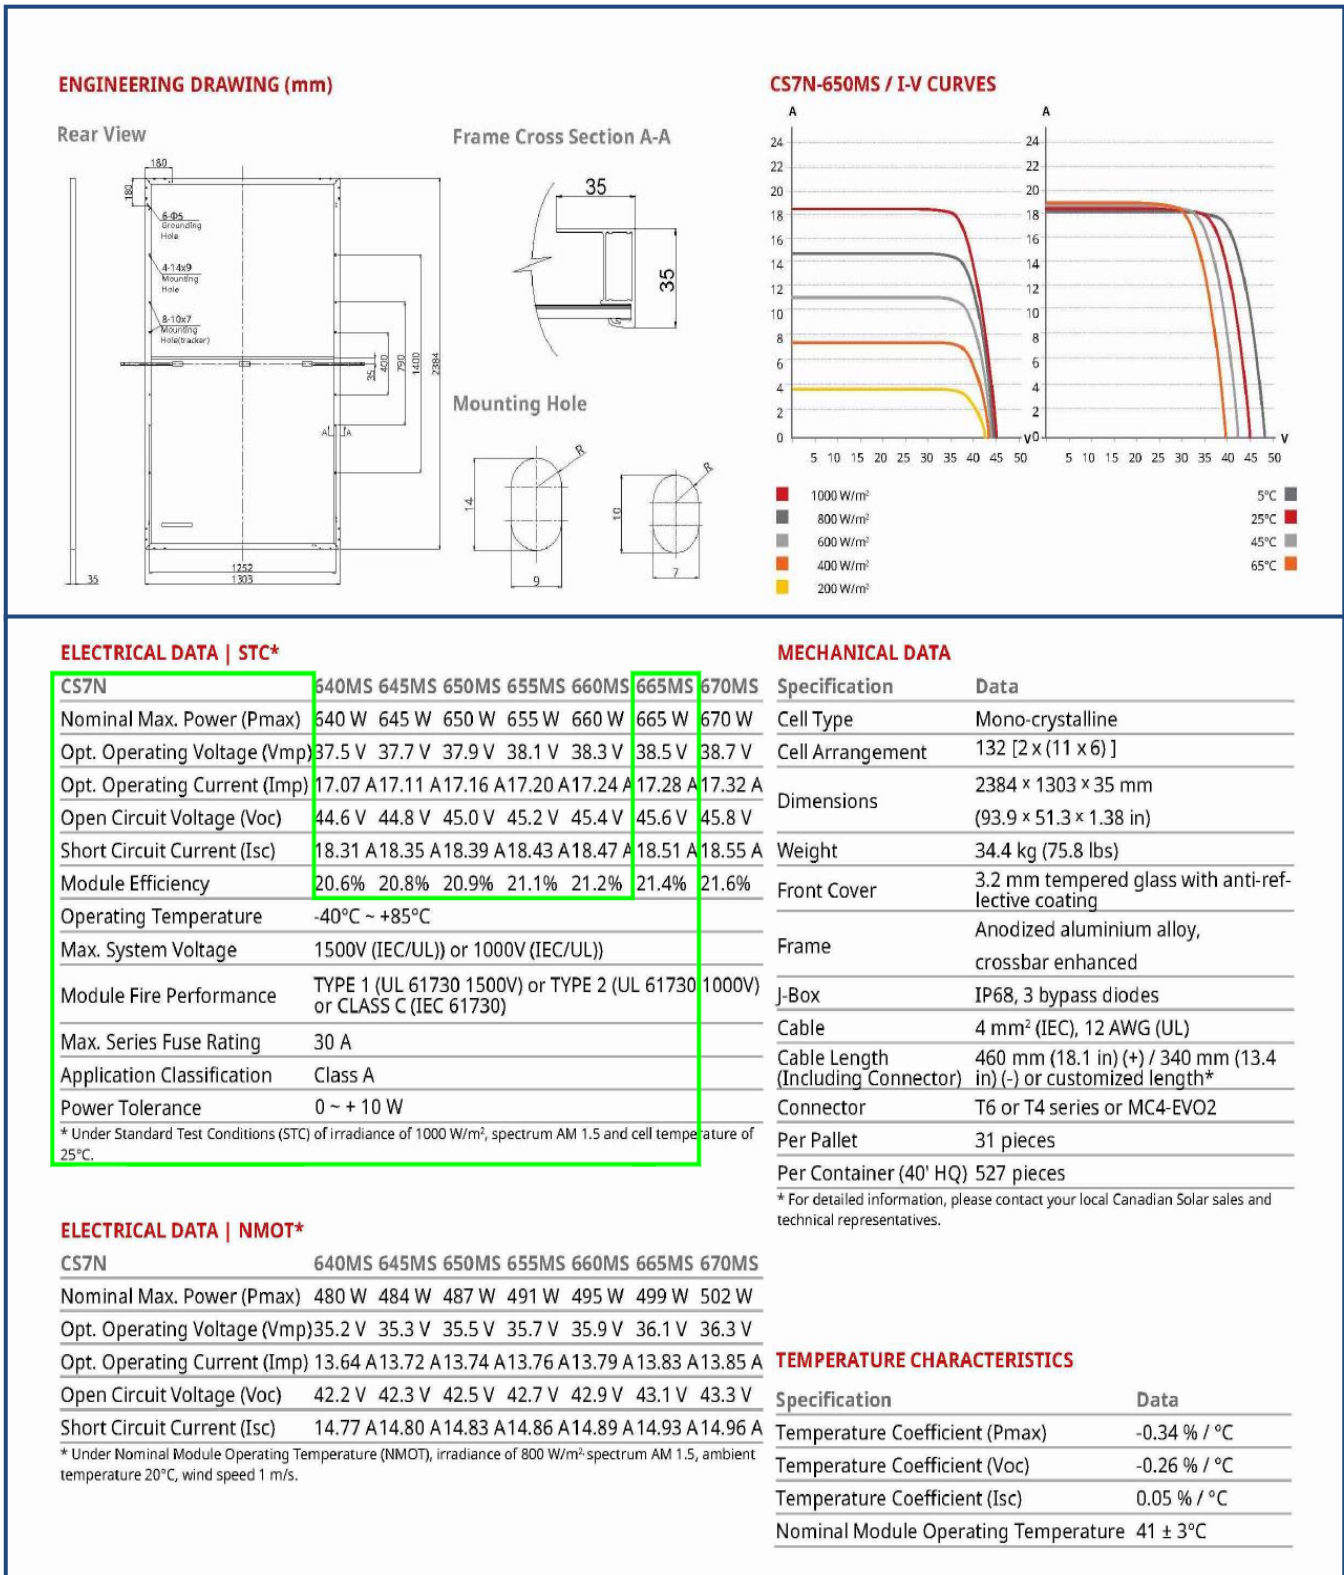 ENGINEERING DRAWING (mm)
Rear View
180
180
6-Φ5
Grounding
Hole
4-14x9
Mounting
Hole
8-10x7
Mounting
Hole(tracker)
35
400
790
1400
2384
A A
1252
1303
35
Frame Cross Section A-A
35
35
Mounting Hole
R
14
9
R
10
7
CS7N-650MS / I-V CURVES
A
24
22
20
18
16
14
12
10
8
6
4
2
0
5 10 15 20 25 30 35 40 45 50
V
A
24
22
20
18
16
14
12
10
8
6
4
2
0
5 10 15 20 25 30 35 40 45 50
V
1000 W/m²
800 W/m²
600 W/m²
400 W/m²
200 W/m²
5°C
25°C
45°C
65°C
ELECTRICAL DATA | STC*
CS7N 640MS 645MS 650MS 655MS 660MS 665MS 670MS
Nominal Max. Power (Pmax) 640 W 645 W 650 W 655 W 660 W 665 W 670 W
Opt. Operating Voltage (Vmp) 37.5 V 37.7 V 37.9 V 38.1 V 38.3 V 38.5 V 38.7 V
Opt. Operating Current (Imp) 17.07 A 17.11 A 17.16 A 17.20 A 17.24 A 17.28 A 17.32 A
Open Circuit Voltage (Voc) 44.6 V 44.8 V 45.0 V 45.2 V 45.4 V 45.6 V 45.8 V
Short Circuit Current (Isc) 18.31 A 18.35 A 18.39 A 18.43 A 18.47 A 18.51 A 18.55 A
Module Efficiency 20.6% 20.8% 20.9% 21.1% 21.2% 21.4% 21.6%
Operating Temperature -40°C ~ +85°C
Max. System Voltage 1500V (IEC/UL)) or 1000V (IEC/UL))
Module Fire Performance TYPE 1 (UL 61730 1500V) or TYPE 2 (UL 61730 1000V)
or CLASS C (IEC 61730)
Max. Series Fuse Rating 30 A
Application Classification Class A
Power Tolerance 0 ~ + 10 W
* Under Standard Test Conditions (STC) of irradiance of 1000 W/m², spectrum AM 1.5 and cell temperature of
25°C.
ELECTRICAL DATA | NMOT*
CS7N 640MS 645MS 650MS 655MS 660MS 665MS 670MS
Nominal Max. Power (Pmax) 480 W 484 W 487 W 491 W 495 W 499 W 502 W
Opt. Operating Voltage (Vmp) 35.2 V 35.3 V 35.5 V 35.7 V 35.9 V 36.1 V 36.3 V
Opt. Operating Current (Imp) 13.64 A 13.72 A 13.74 A 13.76 A 13.79 A 13.83 A 13.85 A
Open Circuit Voltage (Voc) 42.2 V 42.3 V 42.5 V 42.7 V 42.9 V 43.1 V 43.3 V
Short Circuit Current (Isc) 14.77 A 14.80 A 14.83 A 14.86 A 14.89 A 14.93 A 14.96 A
* Under Nominal Module Operating Temperature (NMOT), irradiance of 800 W/m², spectrum AM 1.5, ambient
temperature 20°C, wind speed 1 m/s.
MECHANICAL DATA
Specification Data
Cell Type Mono-crystalline
Cell Arrangement 132 [2 x (11 x 6) ]
Dimensions 2384 × 1303 × 35 mm
(93.9 × 51.3 × 1.38 in)
Weight 34.4 kg (75.8 lbs)
Front Cover 3.2 mm tempered glass with anti-ref-
lective coating
Frame Anodized aluminium alloy,
crossbar enhanced
J-Box IP68, 3 bypass diodes
Cable 4 mm² (IEC), 12 AWG (UL)
Cable Length 460 mm (18.1 in) (+) / 340 mm (13.4
(Including Connector) in) (-) or customized length*
Connector T6 or T4 series or MC4-EVO2
Per Pallet 31 pieces
Per Container (40' HQ) 527 pieces
* For detailed information, please contact your local Canadian Solar sales and
technical representatives.
TEMPERATURE CHARACTERISTICS
Specification Data
Temperature Coefficient (Pmax) -0.34 % / °C
Temperature Coefficient (Voc) -0.26 % / °C
Temperature Coefficient (Isc) 0.05 % / °C
Nominal Module Operating Temperature 41 ± 3°C